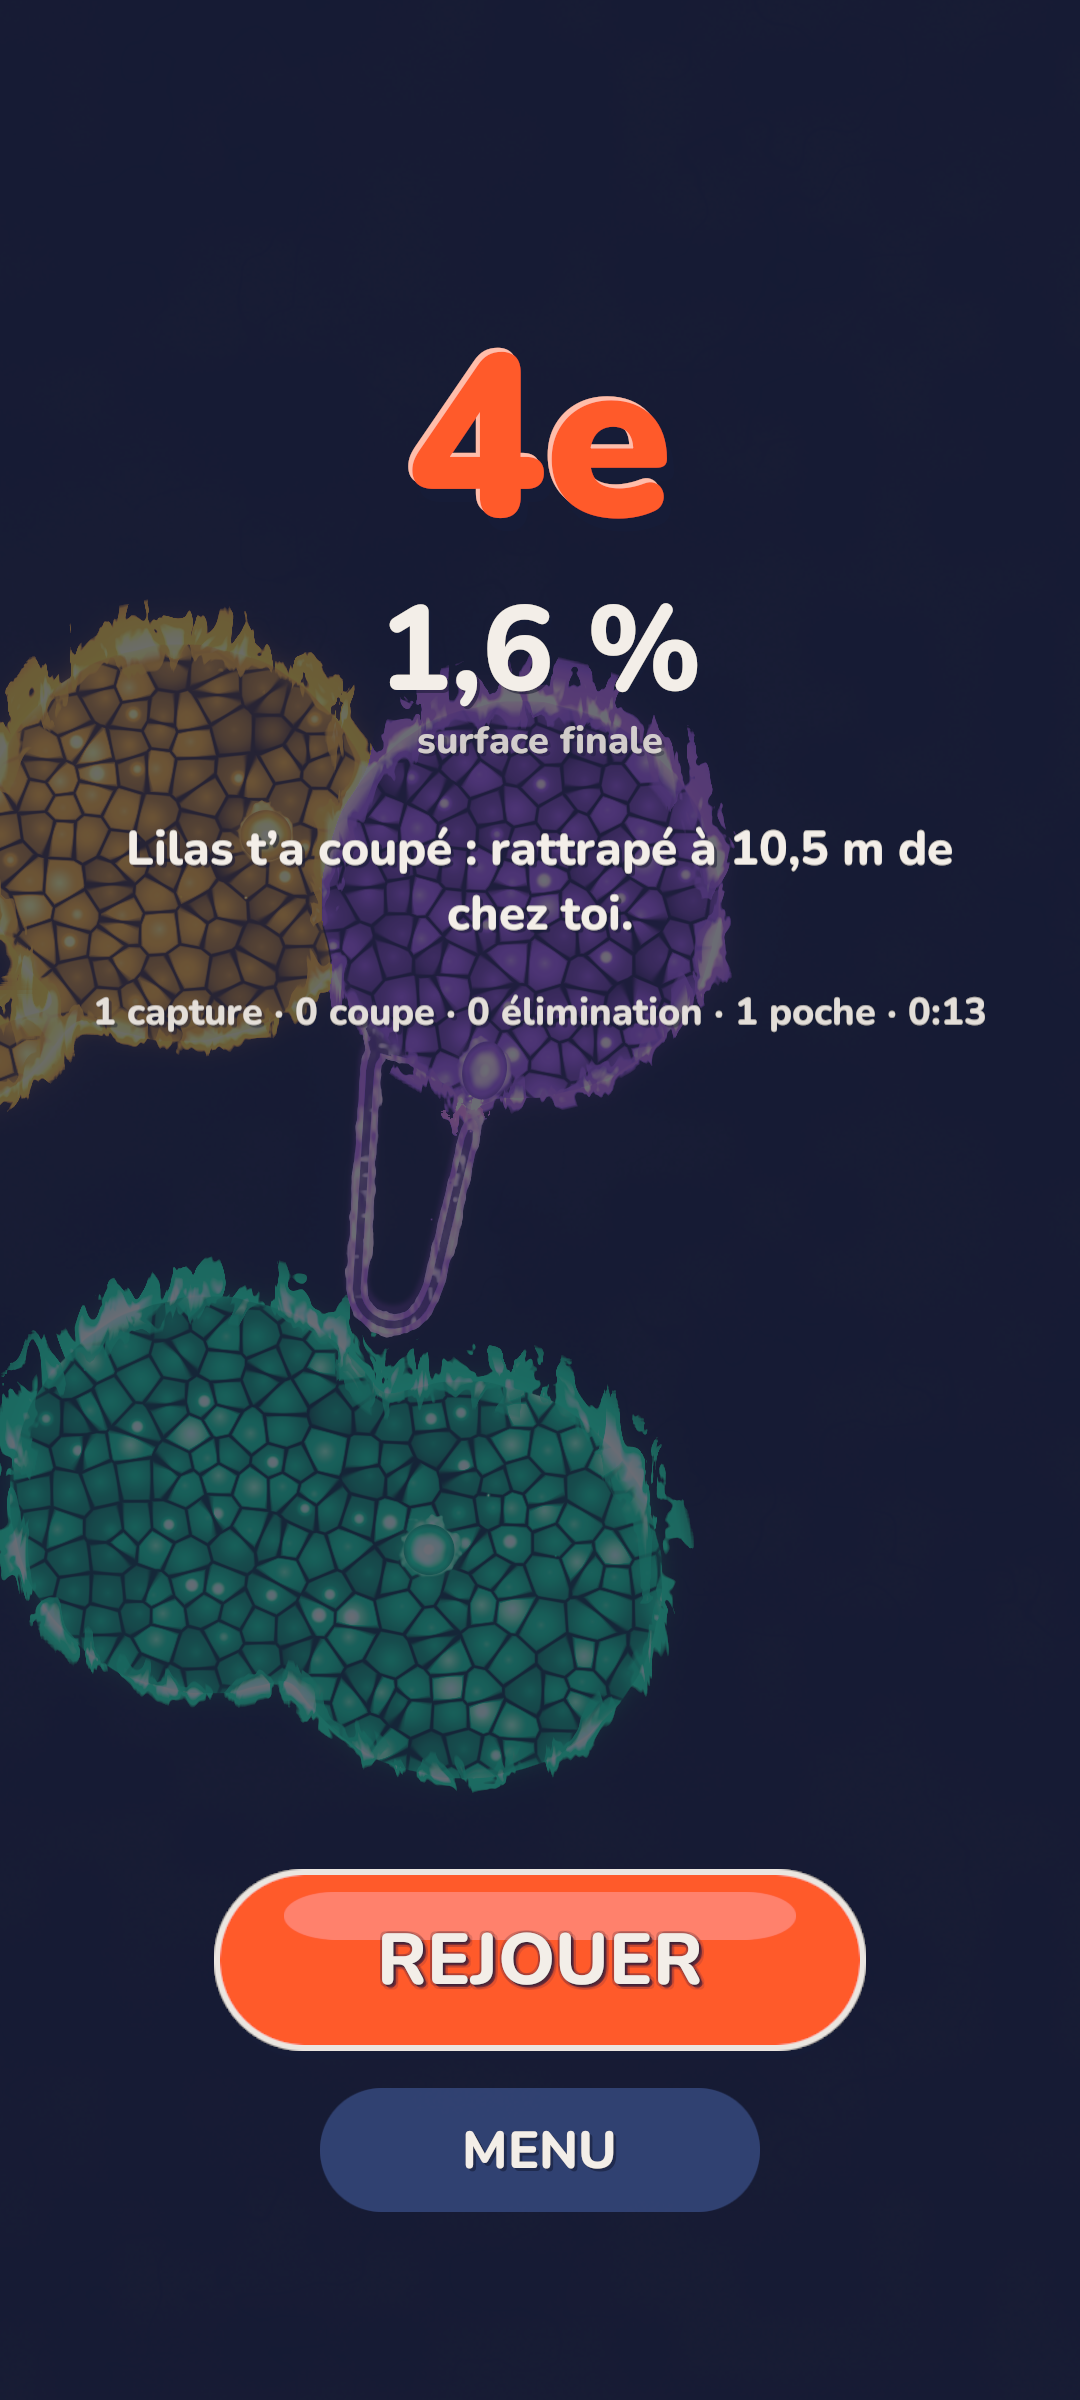 4e
1,6 %
surface finale
Lilas t’a coupé : rattrapé à 10,5 m de
chez toi.
1 capture · 0 coupe · 0 élimination · 1 poche · 0:13
REJOUER
MENU